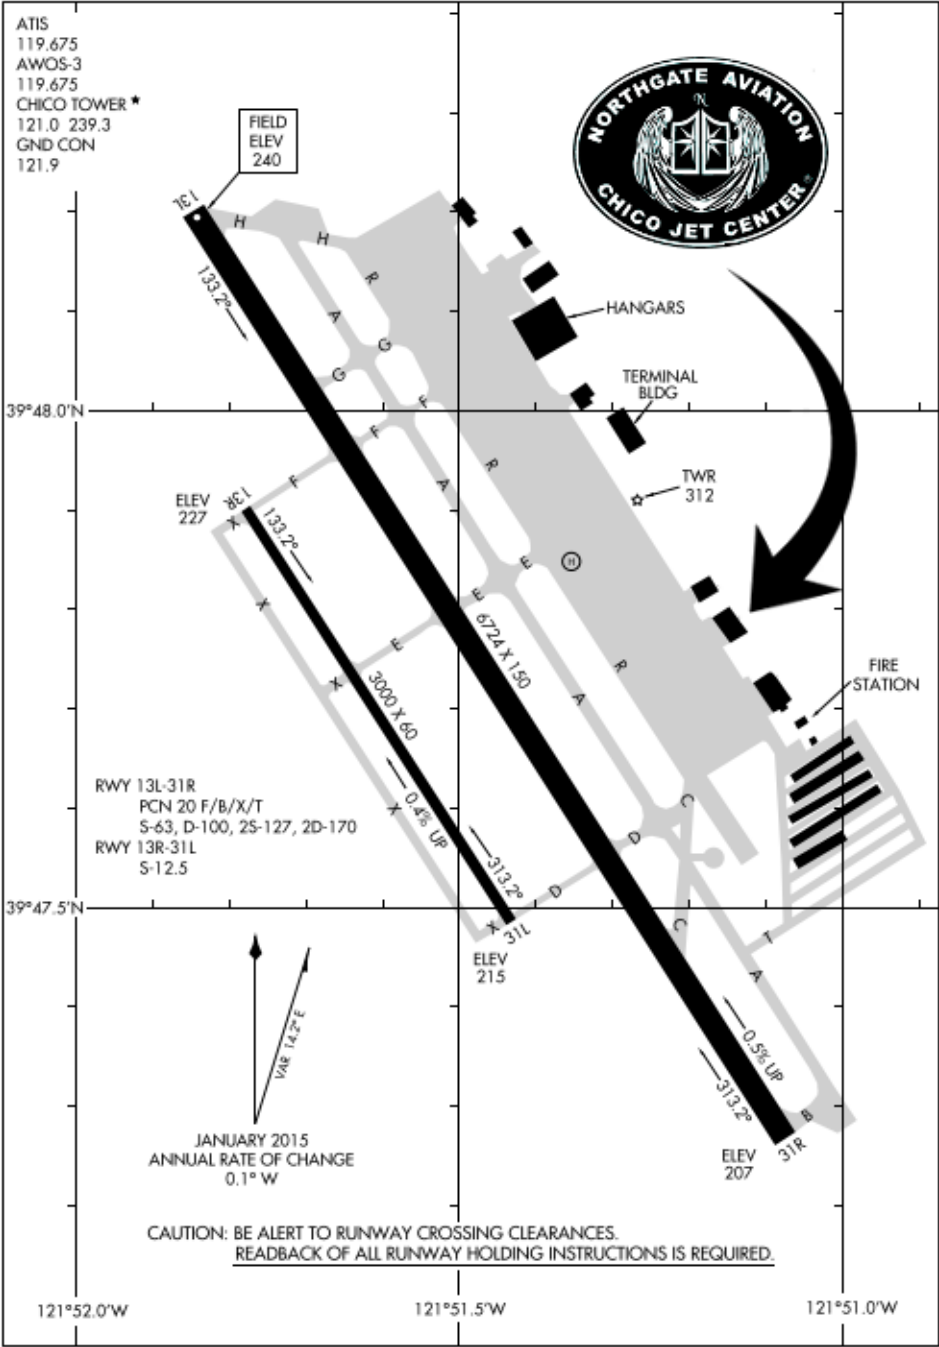 ATIS
119.675
AWOS-3
119.675
CHICO TOWER ★
121.0 239.3
GND CON
121.9
FIELD
ELEV
240
NORTHGATE AVIATION
N
CHICO JET CENTER
13L
H
H
133.2°
R
A
G
G
HANGARS
TERMINAL
BLDG
39°48.0'N
F
F
F
R
A
TWR
312
ELEV
227
13R
X
133.2°
H
E
E
X
E
6724 X 150
R
FIRE
STATION
X
3000 X 60
A
RWY 13L-31R
PCN 20 F/B/X/T
S-63, D-100, 2S-127, 2D-170
RWY 13R-31L
S-12.5
X
0.4% UP
C
D
313.2°
D
39°47.5'N
X
31L
C
T
A
ELEV
215
VAR 14.2° E
0.5% UP
313.2°
B
31R
ELEV
207
JANUARY 2015
ANNUAL RATE OF CHANGE
0.1° W
CAUTION: BE ALERT TO RUNWAY CROSSING CLEARANCES.
READBACK OF ALL RUNWAY HOLDING INSTRUCTIONS IS REQUIRED.
121°52.0'W
121°51.5'W
121°51.0'W